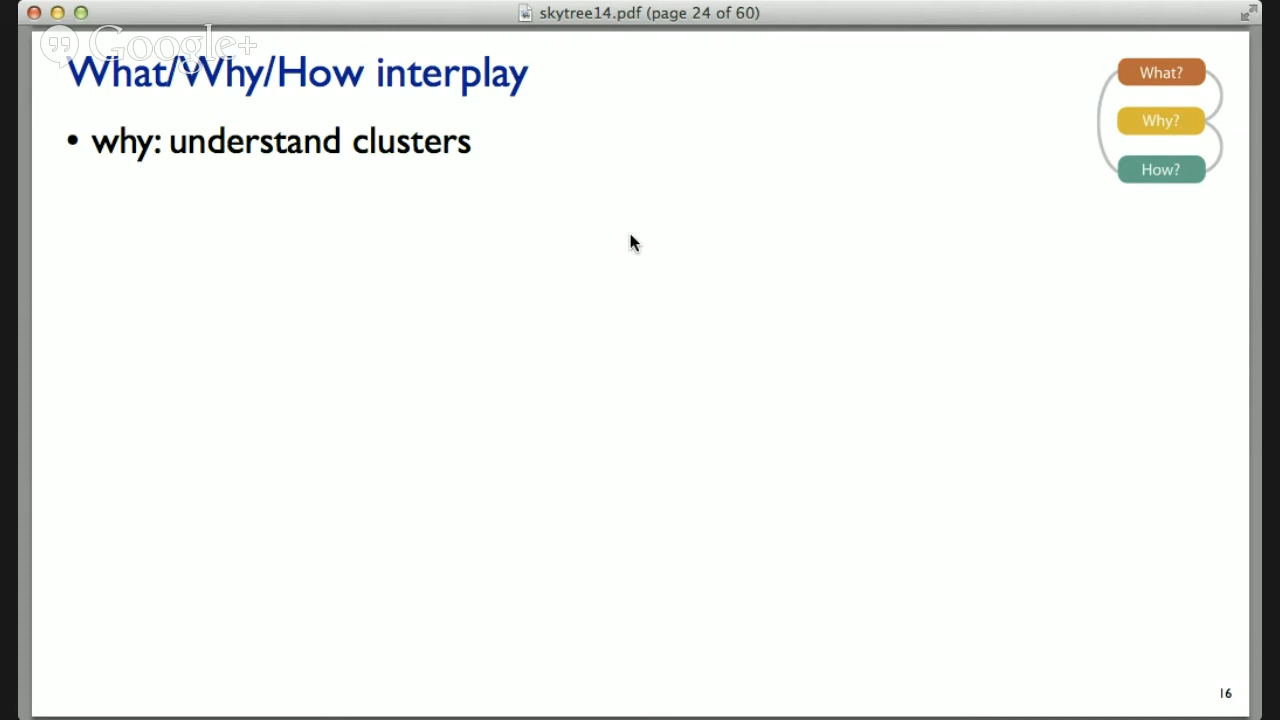 skytree14.pdf (page 24 of 60)
Google+
What/Why/How interplay
• why: understand clusters
What?
Why?
How?
16